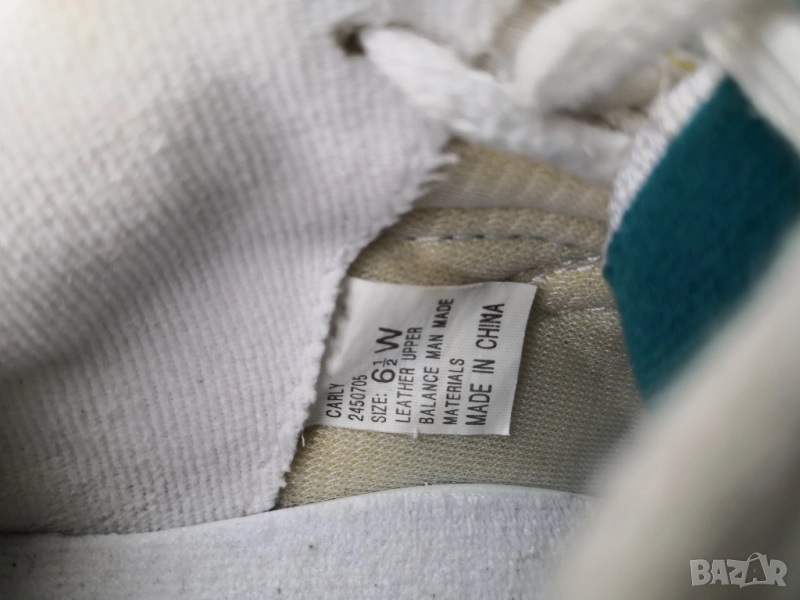 CARLY
2450705
SIZE: 6½ W
LEATHER UPPER
BALANCE MAN MADE
MATERIALS
MADE IN CHINA
BAZAR